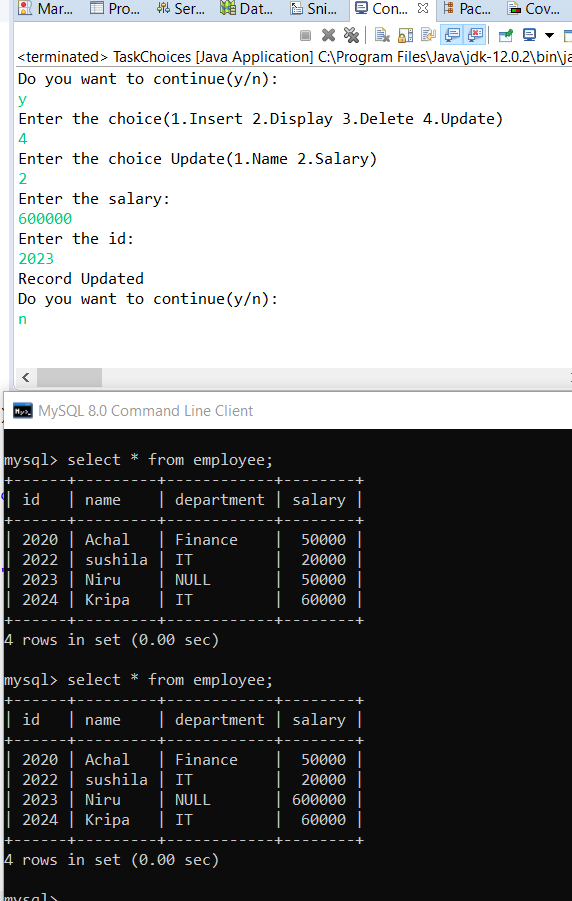 Mar... Pro... Ser... Dat... Sni... Con... Pac... Cov...
<terminated> TaskChoices [Java Application] C:\Program Files\Java\jdk-12.0.2\bin\ja
Do you want to continue(y/n):
y
Enter the choice(1.Insert 2.Display 3.Delete 4.Update)
4
Enter the choice Update(1.Name 2.Salary)
2
Enter the salary:
600000
Enter the id:
2023
Record Updated
Do you want to continue(y/n):
n
MySQL 8.0 Command Line Client
mysql> select * from employee;
+------+---------+------------+--------+
| id   | name    | department | salary |
+------+---------+------------+--------+
| 2020 | Achal   | Finance    |  50000 |
| 2022 | sushila | IT         |  20000 |
| 2023 | Niru    | NULL       |  50000 |
| 2024 | Kripa   | IT         |  60000 |
+------+---------+------------+--------+
4 rows in set (0.00 sec)
mysql> select * from employee;
+------+---------+------------+--------+
| id   | name    | department | salary |
+------+---------+------------+--------+
| 2020 | Achal   | Finance    |  50000 |
| 2022 | sushila | IT         |  20000 |
| 2023 | Niru    | NULL       | 600000 |
| 2024 | Kripa   | IT         |  60000 |
+------+---------+------------+--------+
4 rows in set (0.00 sec)
mysql>